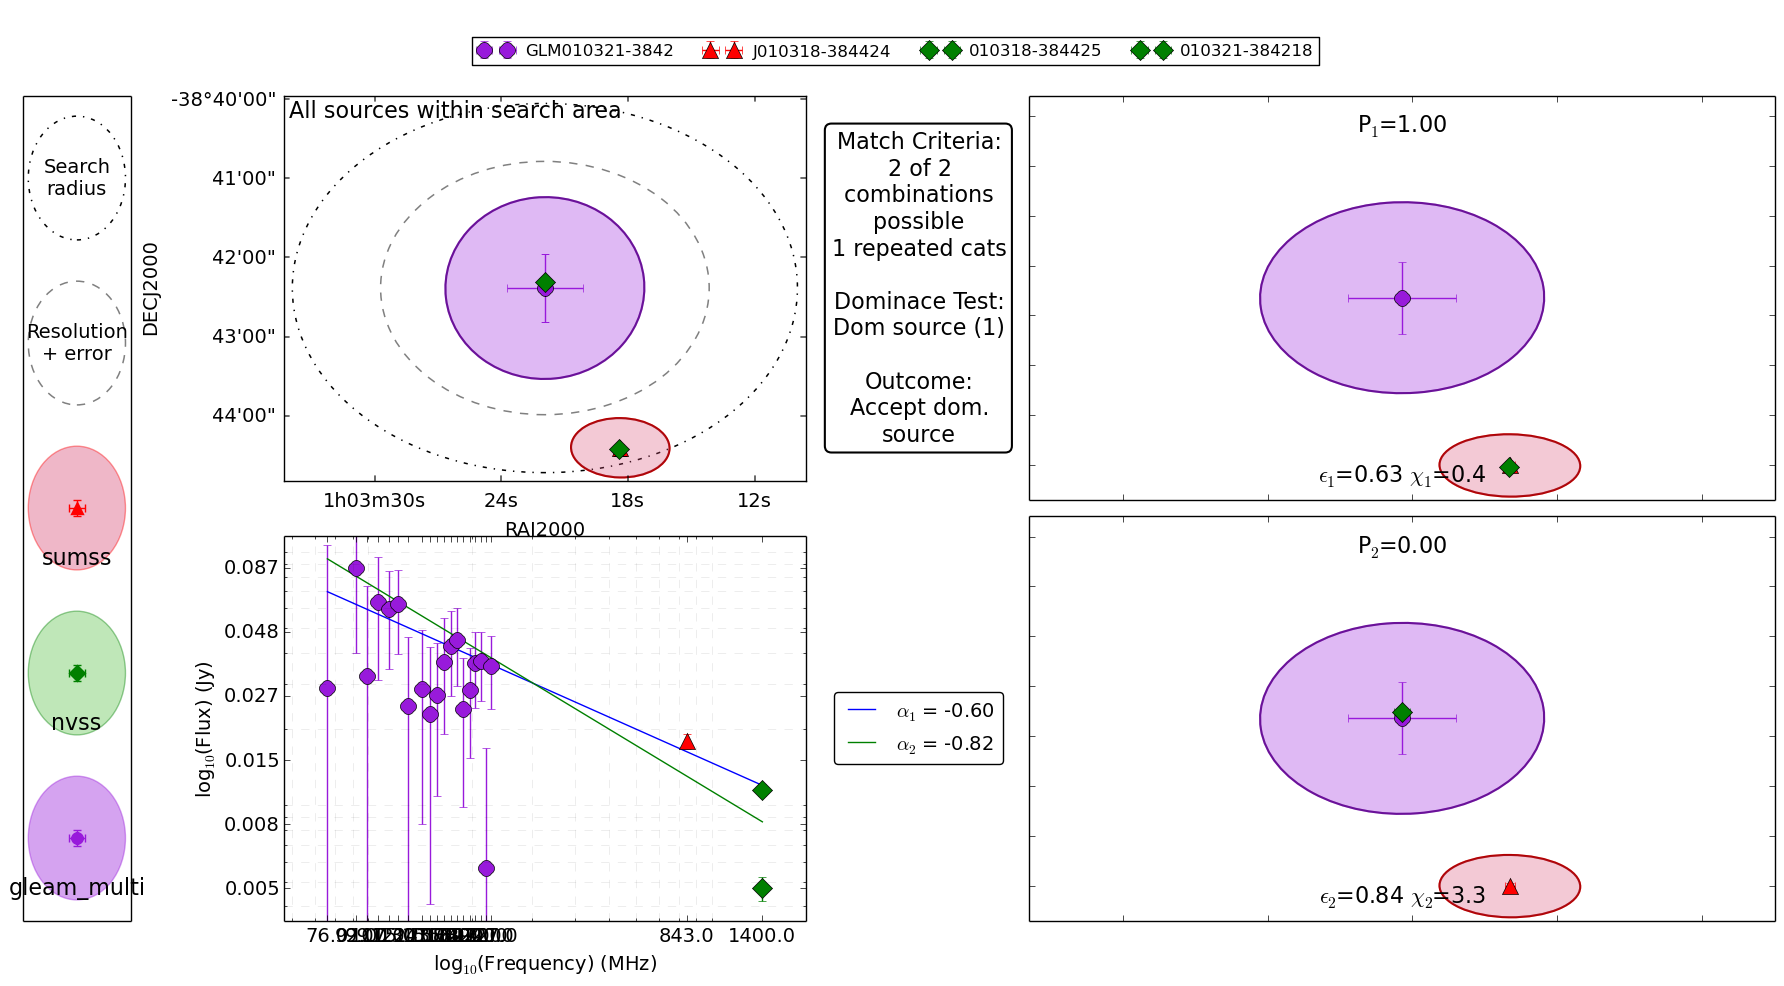 GLM010321-3842 J010318-384424 010318-384425 010321-384218
Search
radius
Resolution
+ error
sumss
nvss
gleam_multi
All sources within search area
DECJ2000
-38°40'00"
41'00"
42'00"
43'00"
44'00"
1h03m30s 24s 18s 12s
RAJ2000
Match Criteria:
2 of 2
combinations
possible
1 repeated cats
Dominace Test:
Dom source (1)
Outcome:
Accept dom.
source
P₁=1.00
ϵ₁=0.63 χ₁=0.4
P₂=0.00
ϵ₂=0.84 χ₂=3.3
log₁₀(Flux) (Jy)
0.087
0.048
0.027
0.015
0.008
0.005
843.0 1400.0
log₁₀(Frequency) (MHz)
α₁ = -0.60
α₂ = -0.82